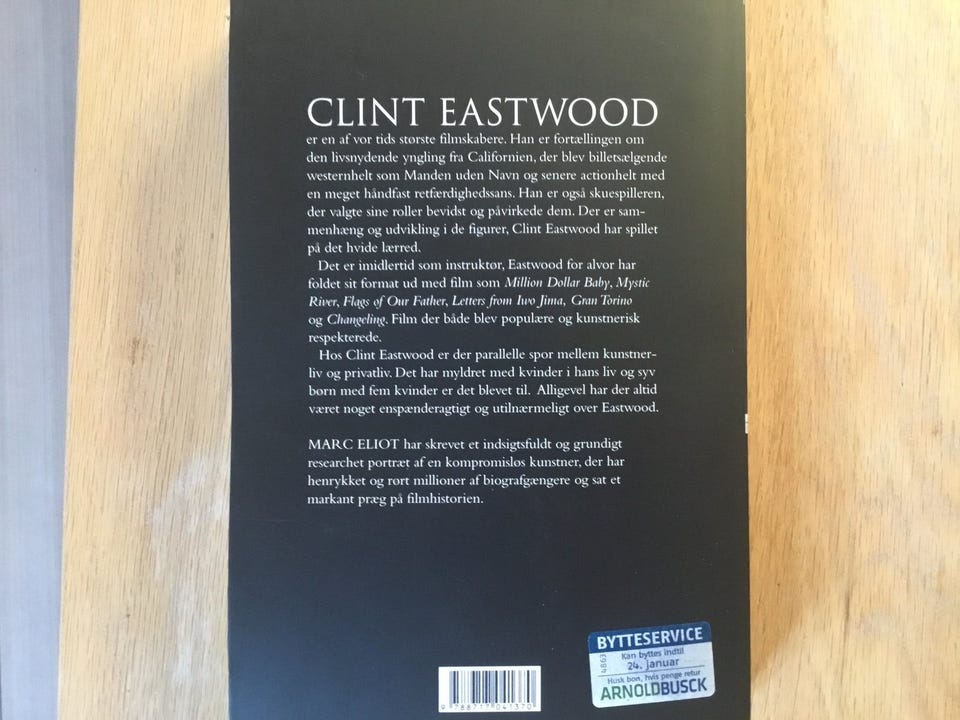 CLINT EASTWOOD
er en af vor tids største filmskabere. Han er fortællingen om
den livsnydende yngling fra Californien, der blev billetsælgende
westernhelt som Manden uden Navn og senere actionhelt med
en meget håndfast retfærdighedssans. Han er også skuespilleren,
der valgte sine roller bevidst og påvirkede dem. Der er sam-
menhæng og udvikling i de figurer, Clint Eastwood har spillet
på det hvide lærred.
Det er imidlertid som instruktør, Eastwood for alvor har
foldet sit format ud med film som Million Dollar Baby, Mystic
River, Flags of Our Father, Letters from Iwo Jima, Gran Torino
og Changeling. Film der både blev populære og kunstnerisk
respekterede.
Hos Clint Eastwood er der parallelle spor mellem kunstner-
liv og privatliv. Det har myldret med kvinder i hans liv og syv
børn med fem kvinder er det blevet til. Alligevel har der altid
været noget enspænderagtigt og utilnærmeligt over Eastwood.
MARC ELIOT har skrevet et indsigtsfuldt og grundigt
researchet portræt af en kompromisløs kunstner, der har
henrykket og rørt millioner af biografgængere og sat et
markant præg på filmhistorien.
BYTTESERVICE
4863
Kan byttes indtil
24. januar
Husk bon, hvis penge retur
ARNOLDBUSCK
9 788717 041370